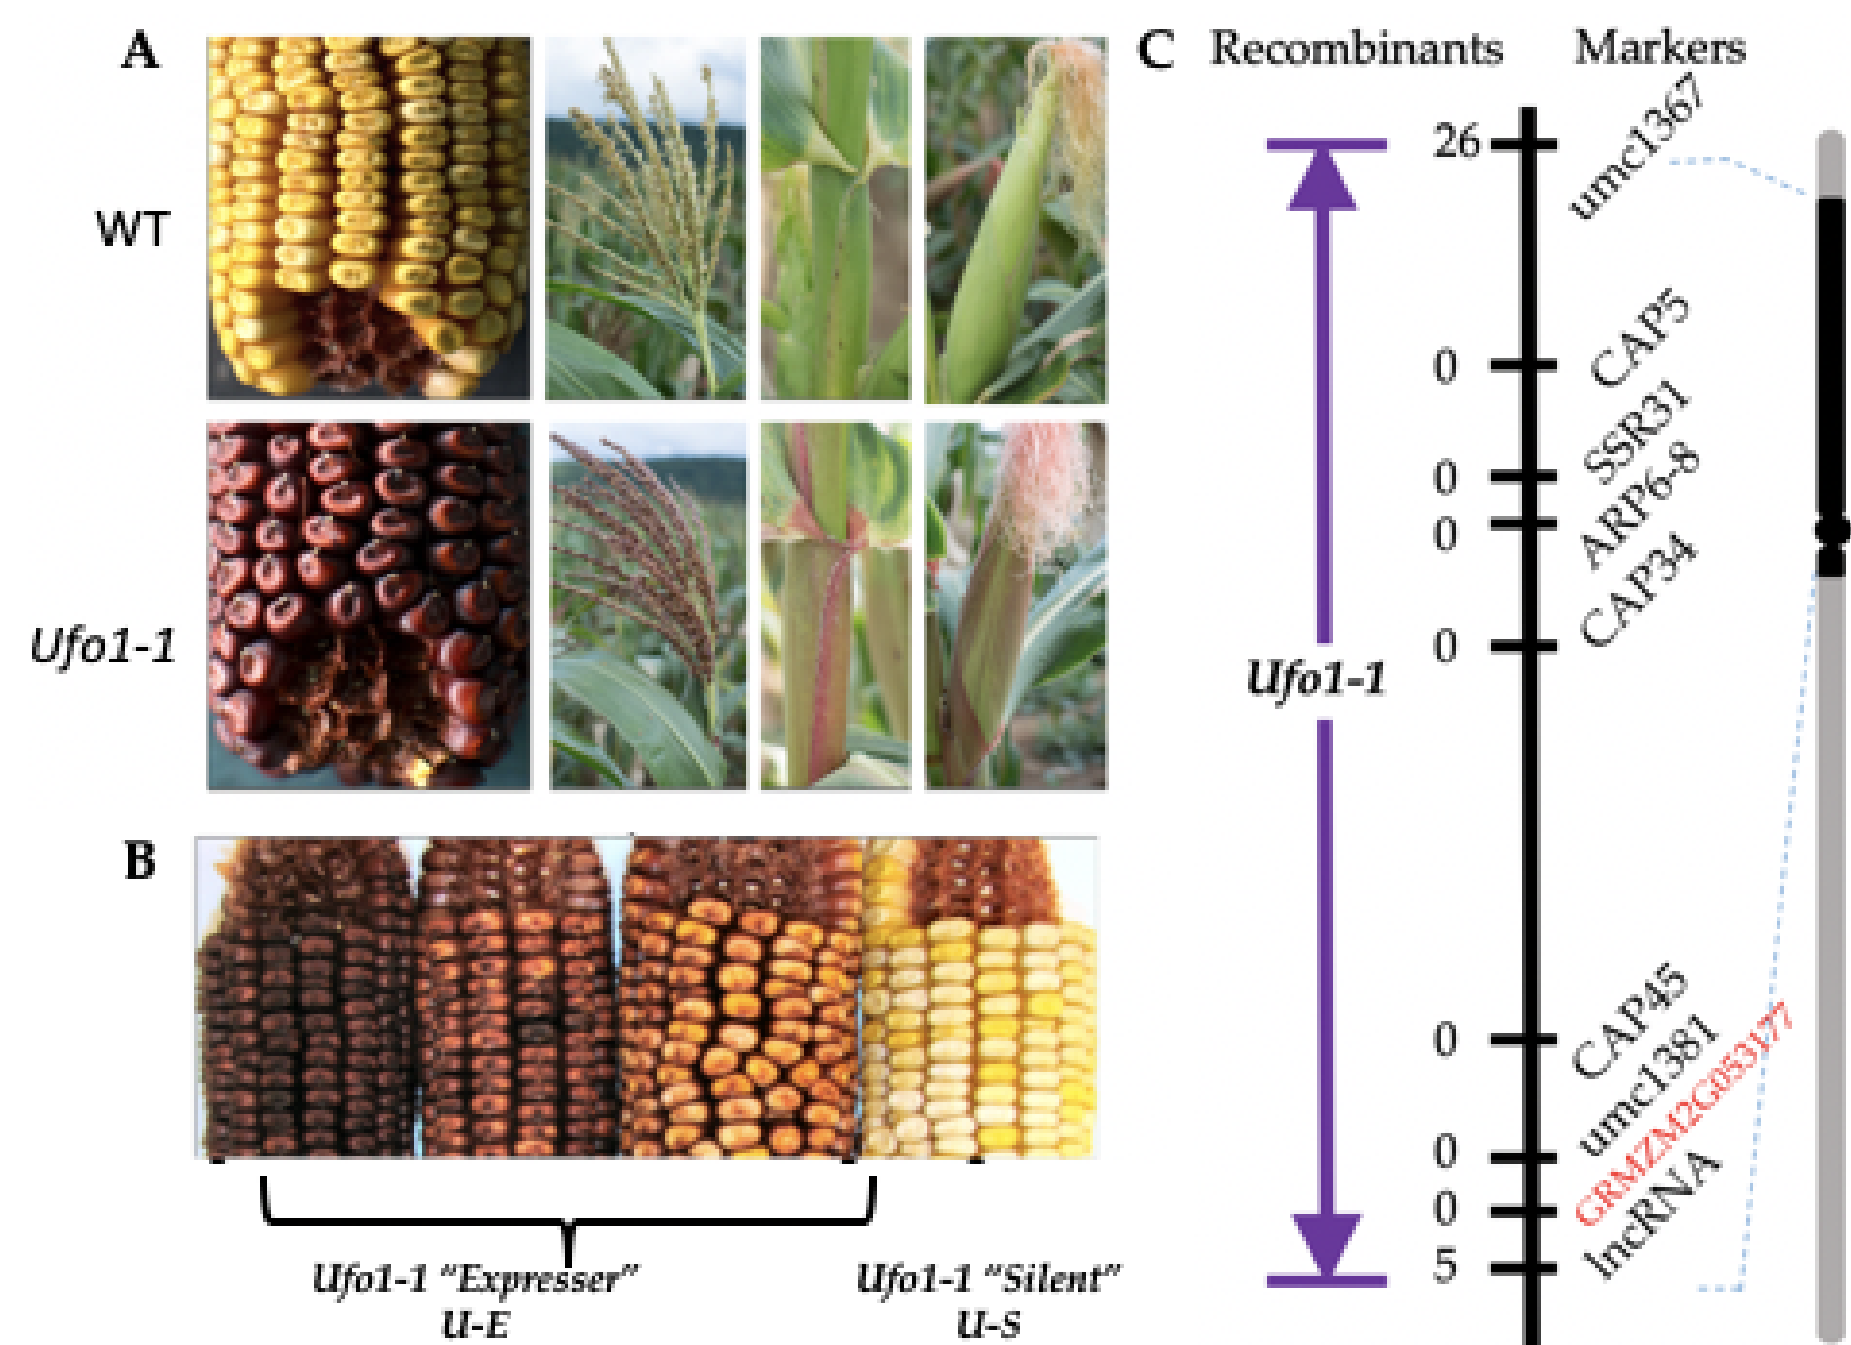 A
WT
Ufo1-1
B
Ufo1-1 “Expresser”
U-E
Ufo1-1 “Silent”
U-S
C Recombinants Markers
26 umc1367
0 CAP5
0 SSR31
0 ARP6-8
0 CAP34
Ufo1-1
0 CAP45
0 umc1381
0 GRMZM2G053177
5 lncRNA